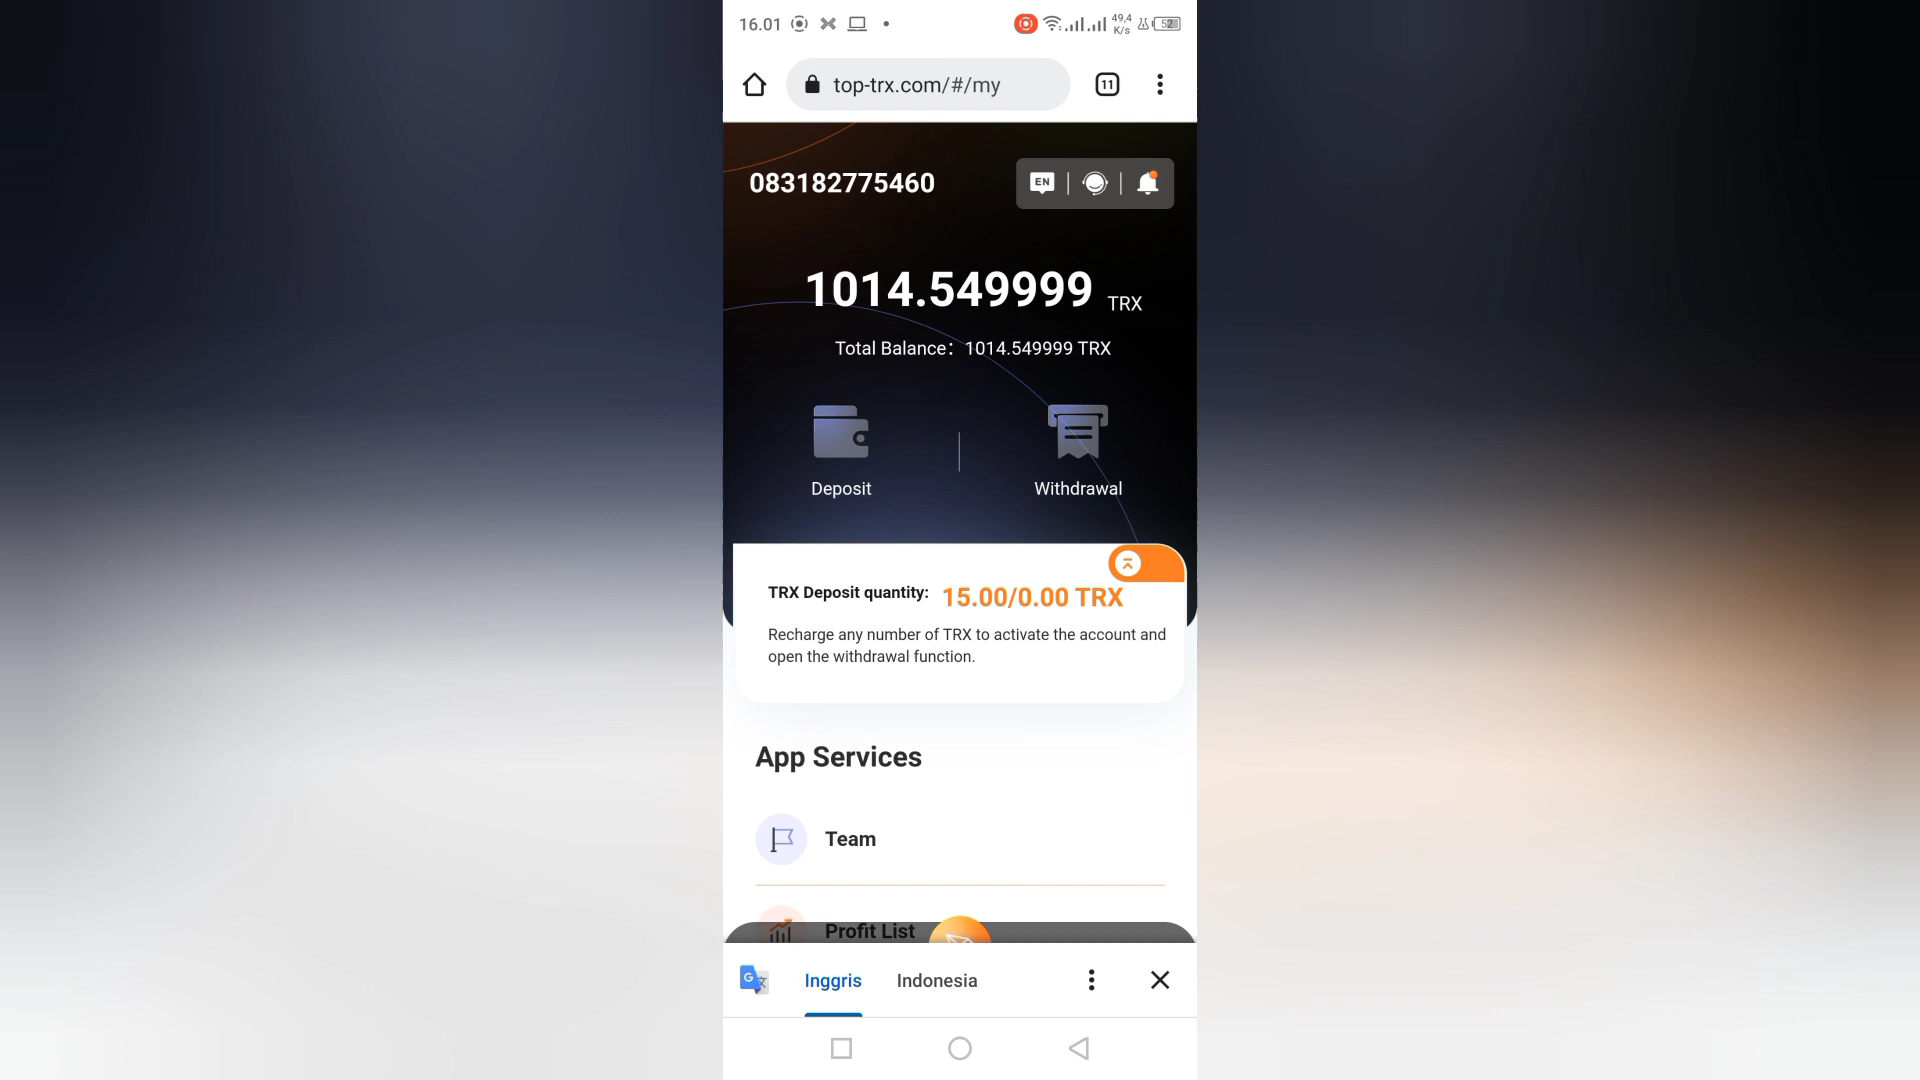 16.01
49,4
K/s
52
top-trx.com/#/my
11
083182775460
EN
1014.549999 TRX
Total Balance: 1014.549999 TRX
Deposit
Withdrawal
TRX Deposit quantity: 15.00/0.00 TRX
Recharge any number of TRX to activate the account and
open the withdrawal function.
App Services
Team
Profit List
G
Inggris
Indonesia